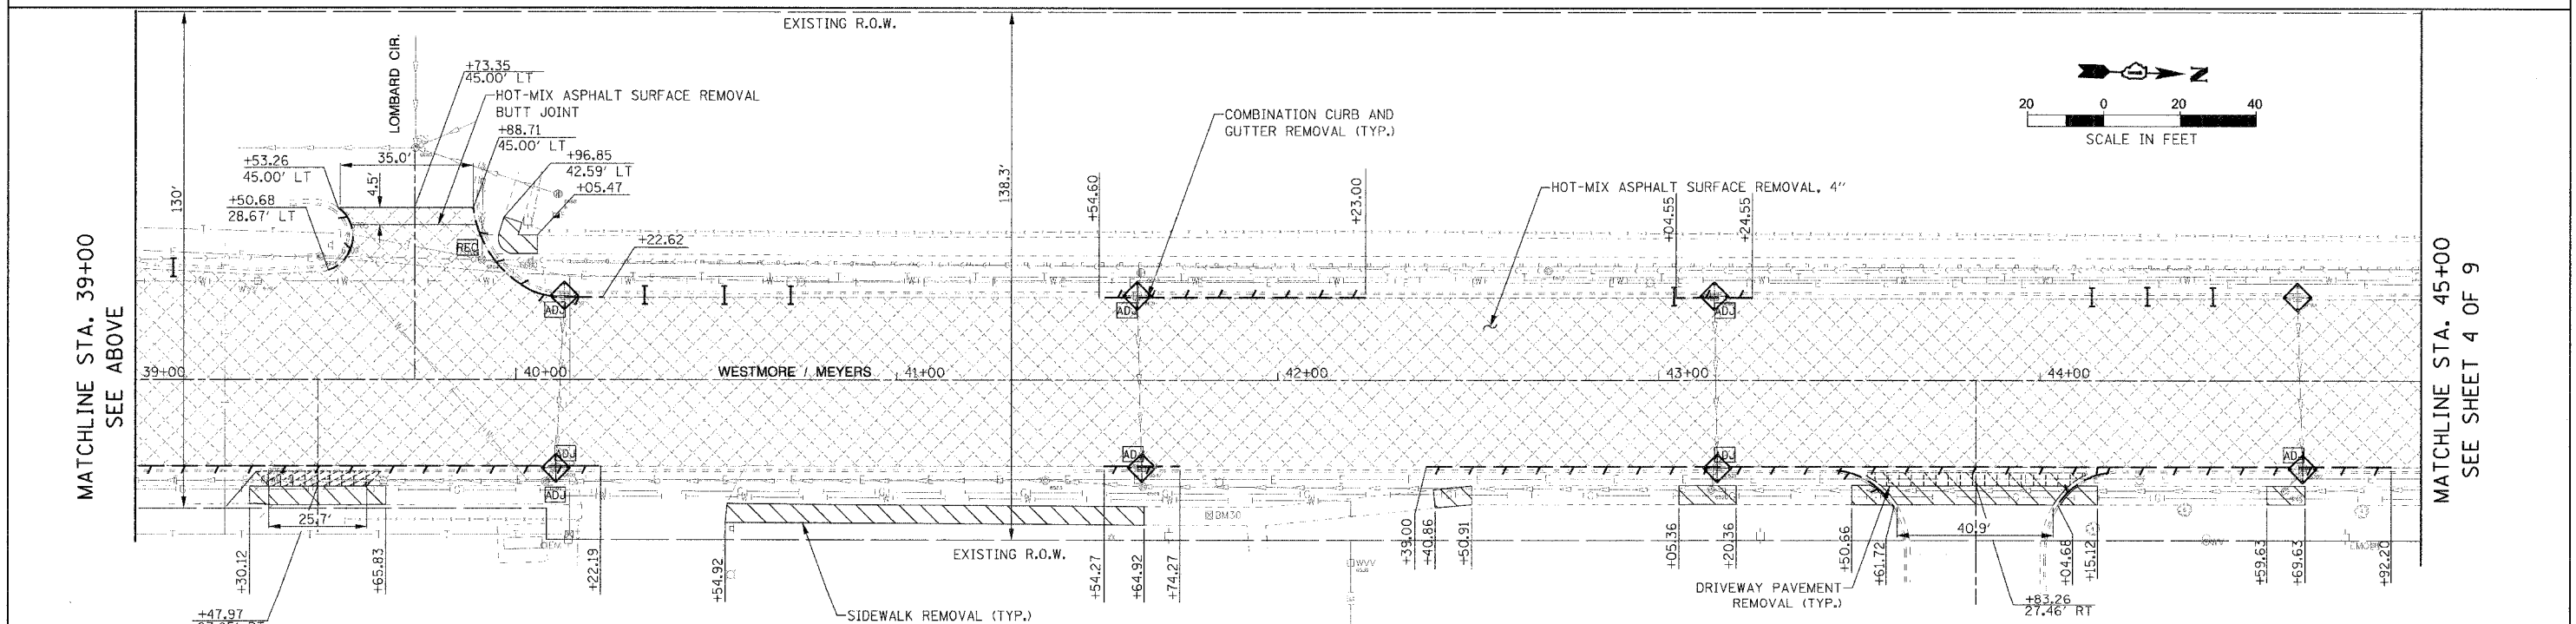 EXISTING R.O.W.
LOMBARD CIR.
+73.35
45.00' LT
HOT-MIX ASPHALT SURFACE REMOVAL
BUTT JOINT
+88.71
45.00' LT
+53.26
45.00' LT
35.0'
+96.85
42.59' LT
+05.47
4.5'
+50.68
28.67' LT
130'
138.3'
REC
+22.62
COMBINATION CURB AND
GUTTER REMOVAL (TYP.)
+54.60
+23.00
HOT-MIX ASPHALT SURFACE REMOVAL, 4"
+04.55
+24.55
N
20 0 20 40
SCALE IN FEET
MATCHLINE STA. 39+00
SEE ABOVE
MATCHLINE STA. 45+00
SEE SHEET 4 OF 9
ADJ
ADJ
ADJ
39+00
40+00
WESTMORE / MEYERS
41+00
42+00
43+00
44+00
ADJ
ADJ
ADJ
ADJ
ADJ
25.7'
BM30
40.9'
EXISTING R.O.W.
+30.12
+65.83
+22.19
+54.92
+54.27
+64.92
+74.27
+39.00
+40.86
+50.91
+05.36
+20.36
+50.66
+61.72
+04.68
+15.12
+59.63
+69.63
+92.20
DRIVEWAY PAVEMENT
REMOVAL (TYP.)
+83.26
27.46' RT
+47.97
SIDEWALK REMOVAL (TYP.)